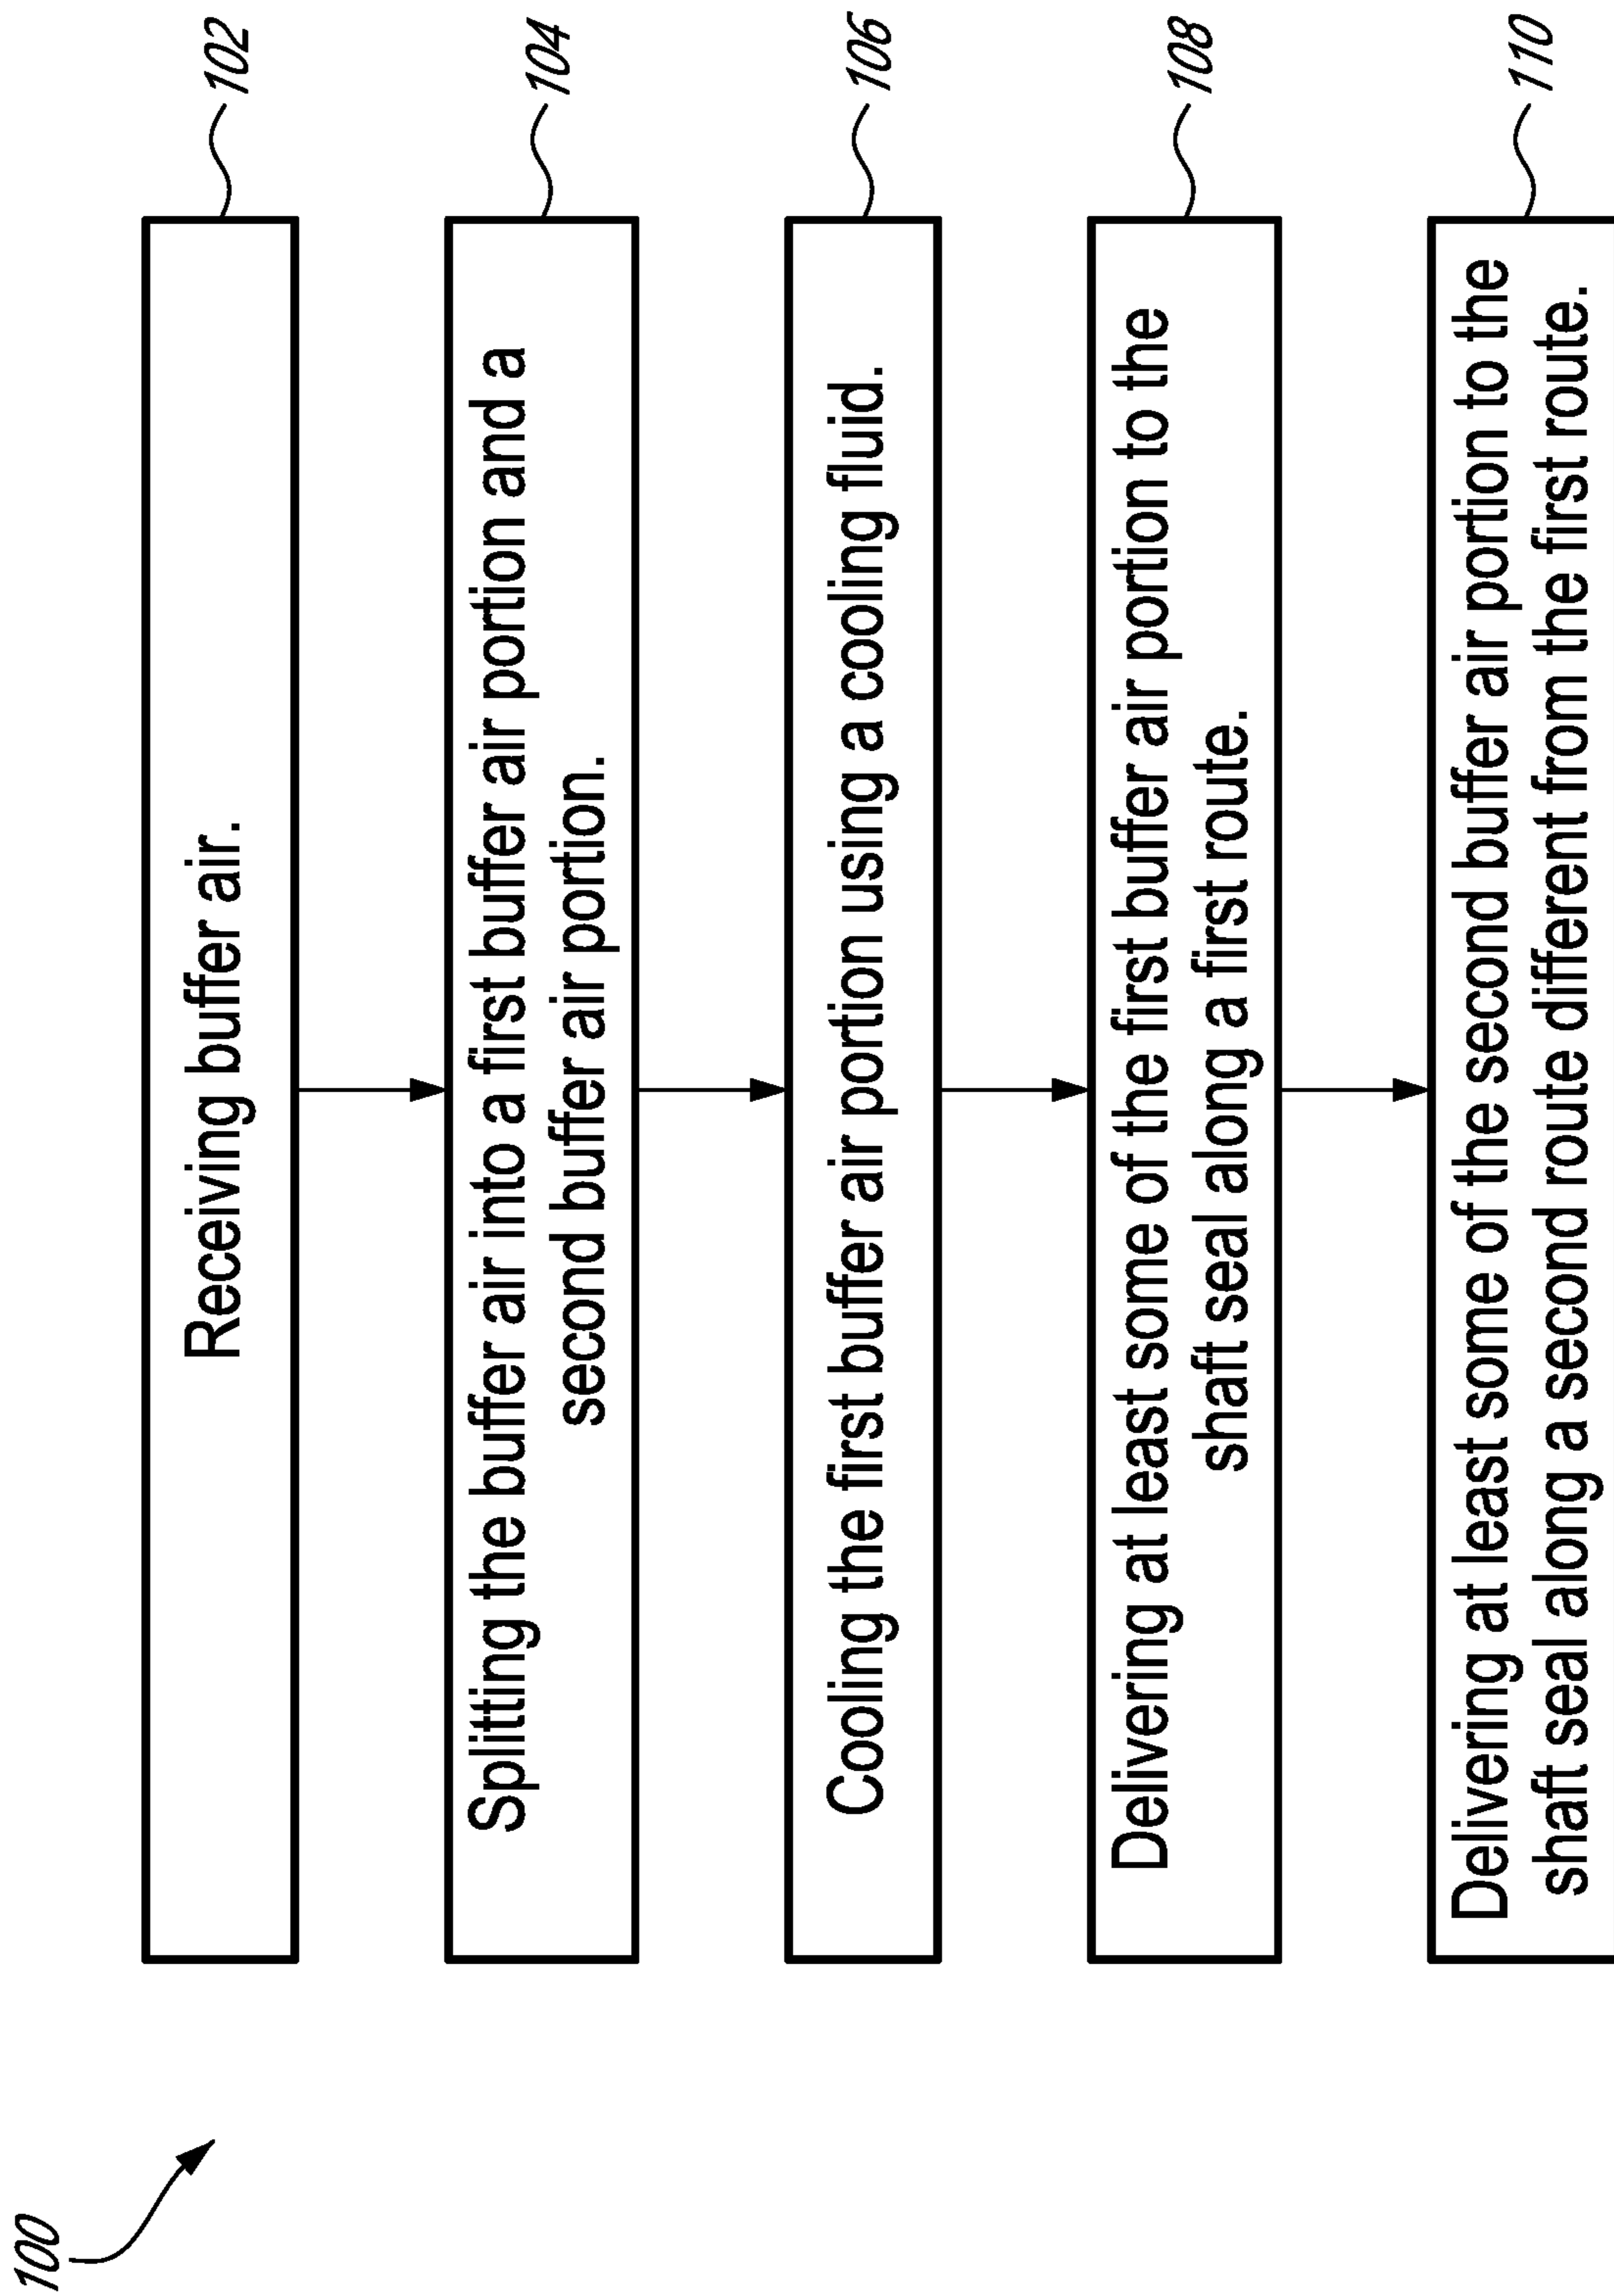 100
Receiving buffer air.
102
Splitting the buffer air into a first buffer air portion and a
second buffer air portion.
104
Cooling the first buffer air portion using a cooling fluid.
106
Delivering at least some of the first buffer air portion to the
shaft seal along a first route.
108
Delivering at least some of the second buffer air portion to the
shaft seal along a second route different from the first route.
110